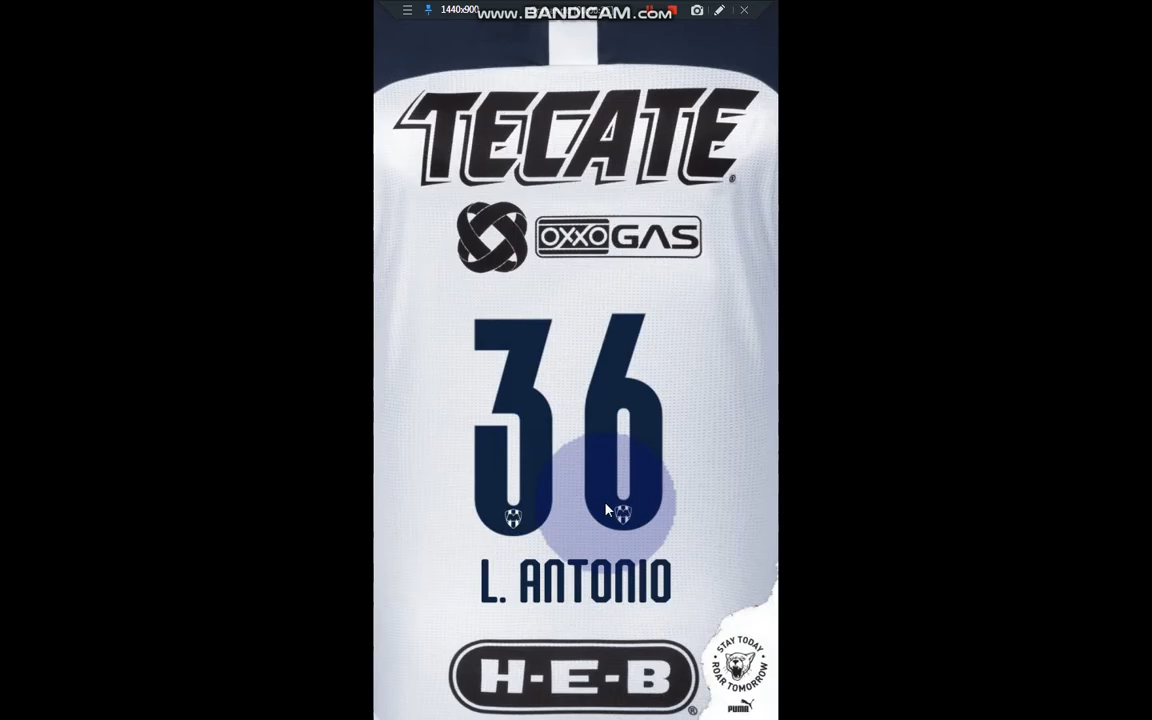 1440x900
www.BANDICAM.com
TECATE®
OXXO GAS
36
L. ANTONIO
H-E-B®
STAY TODAY
ROAR TOMORROW
PUMA